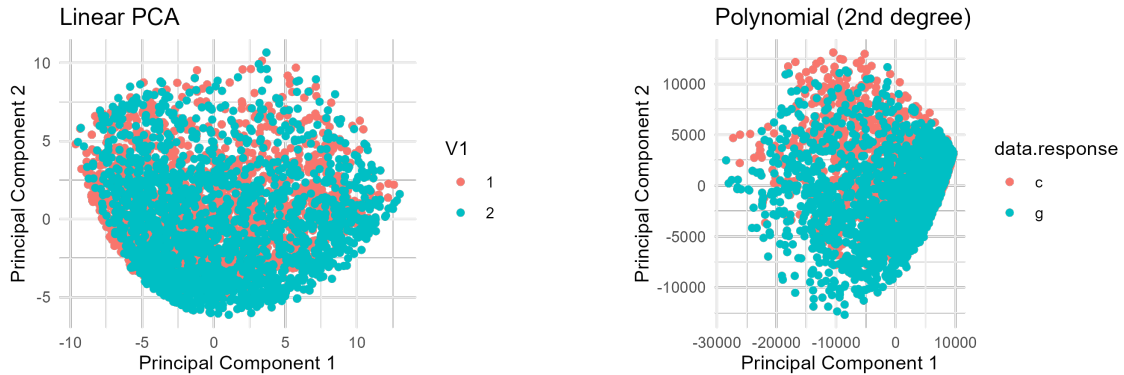 Linear PCA
10
5
0
-5
-10
-5
0
5
10
Principal Component 1
Principal Component 2
V1
1
2
Polynomial (2nd degree)
10000
5000
0
-5000
-10000
-30000
-20000
-10000
0
10000
Principal Component 1
Principal Component 2
data.response
c
g